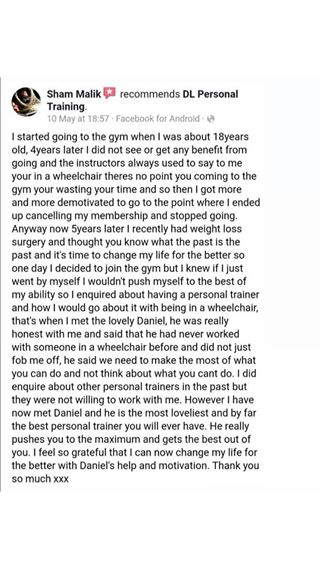 Sham Malik recommends DL Personal
Training.
10 May at 18:57 · Facebook for Android ·
I started going to the gym when I was about 18years
old, 4years later I did not see or get any benefit from
going and the instructors always used to say to me
your in a wheelchair theres no point you coming to the
gym your wasting your time and so then I got more
and more demotivated to go to the point where I ended
up cancelling my membership and stopped going.
Anyway now 5years later I recently had weight loss
surgery and thought you know what the past is the
past and it's time to change my life for the better so
one day I decided to join the gym but I knew if I just
went by myself I wouldn't push myself to the best of
my ability so I enquired about having a personal trainer
and how I would go about it with being in a wheelchair,
that's when I met the lovely Daniel, he was really
honest with me and said that he had never worked
with someone in a wheelchair before and did not just
fob me off, he said we need to make the most of what
you can do and not think about what you cant do. I did
enquire about other personal trainers in the past but
they were not willing to work with me. However I have
now met Daniel and he is the most loveliest and by far
the best personal trainer you will ever have. He really
pushes you to the maximum and gets the best out of
you. I feel so grateful that I can now change my life for
the better with Daniel's help and motivation. Thank you
so much xxx